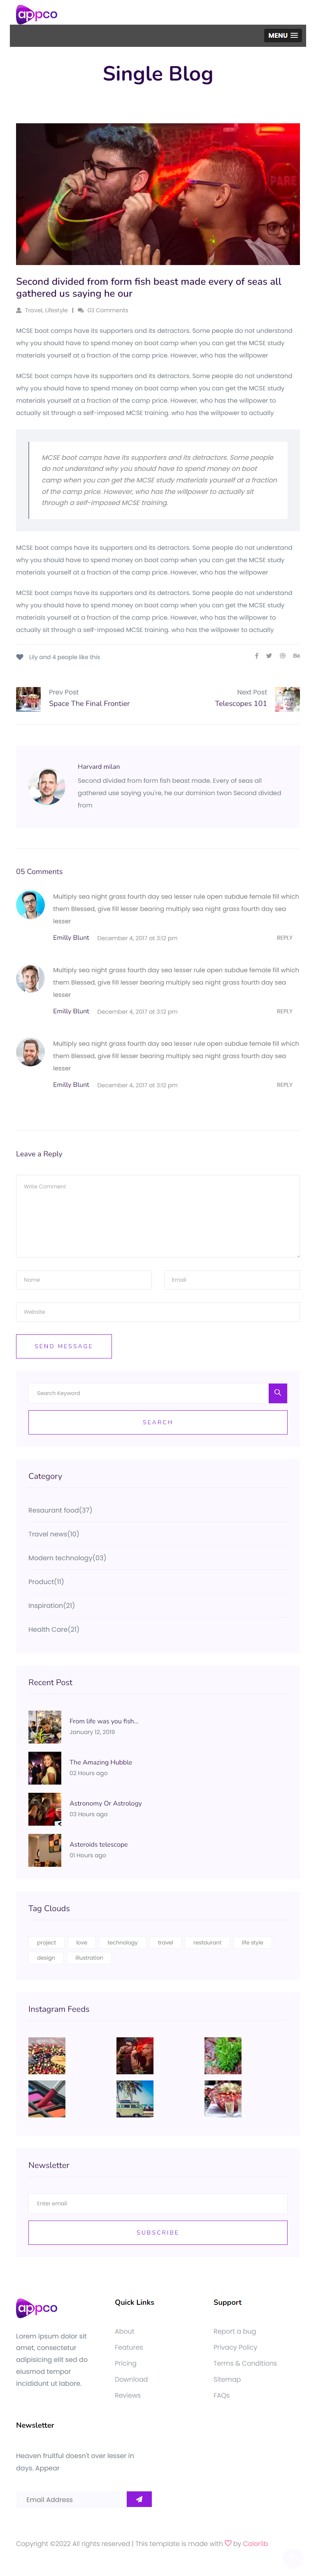 appco
MENU
Single Blog
Second divided from form fish beast made every of seas all
gathered us saying he our
Travel, Lifestyle | 03 Comments
MCSE boot camps have its supporters and its detractors. Some people do not understand
why you should have to spend money on boot camp when you can get the MCSE study
materials yourself at a fraction of the camp price. However, who has the willpower
MCSE boot camps have its supporters and its detractors. Some people do not understand
why you should have to spend money on boot camp when you can get the MCSE study
materials yourself at a fraction of the camp price. However, who has the willpower to
actually sit through a self-imposed MCSE training. who has the willpower to actually
MCSE boot camps have its supporters and its detractors. Some people
do not understand why you should have to spend money on boot
camp when you can get the MCSE study materials yourself at a fraction
of the camp price. However, who has the willpower to actually sit
through a self-imposed MCSE training.
MCSE boot camps have its supporters and its detractors. Some people do not understand
why you should have to spend money on boot camp when you can get the MCSE study
materials yourself at a fraction of the camp price. However, who has the willpower
MCSE boot camps have its supporters and its detractors. Some people do not understand
why you should have to spend money on boot camp when you can get the MCSE study
materials yourself at a fraction of the camp price. However, who has the willpower to
actually sit through a self-imposed MCSE training. who has the willpower to actually
Lily and 4 people like this
Prev Post
Space The Final Frontier
Next Post
Telescopes 101
Harvard milan
Second divided from form fish beast made. Every of seas all
gathered use saying you're, he our dominion twon Second divided
from
05 Comments
Multiply sea night grass fourth day sea lesser rule open subdue female fill which
them Blessed, give fill lesser bearing multiply sea night grass fourth day sea
lesser
Emilly Blunt December 4, 2017 at 3:12 pm REPLY
Multiply sea night grass fourth day sea lesser rule open subdue female fill which
them Blessed, give fill lesser bearing multiply sea night grass fourth day sea
lesser
Emilly Blunt December 4, 2017 at 3:12 pm REPLY
Multiply sea night grass fourth day sea lesser rule open subdue female fill which
them Blessed, give fill lesser bearing multiply sea night grass fourth day sea
lesser
Emilly Blunt December 4, 2017 at 3:12 pm REPLY
Leave a Reply
Write Comment
Name Email
Website
SEND MESSAGE
Search Keyword
SEARCH
Category
Resaurant food(37)
Travel news(10)
Modern technology(03)
Product(11)
Inspiration(21)
Health Care(21)
Recent Post
From life was you fish...
January 12, 2019
The Amazing Hubble
02 Hours ago
Astronomy Or Astrology
03 Hours ago
Asteroids telescope
01 Hours ago
Tag Clouds
project love technology travel restaurant life style
design illustration
Instagram Feeds
Newsletter
Enter email
SUBSCRIBE
appco
Lorem ipsum dolor sit
amet, consectetur
adipisicing elit sed do
eiusmod tempor
incididunt ut labore.
Quick Links
About
Features
Pricing
Download
Reviews
Support
Report a bug
Privacy Policy
Terms & Conditions
Sitemap
FAQs
Newsletter
Heaven fruitful doesn't over lesser in
days. Appear
Email Address
Copyright ©2022 All rights reserved | This template is made with by Colorlib